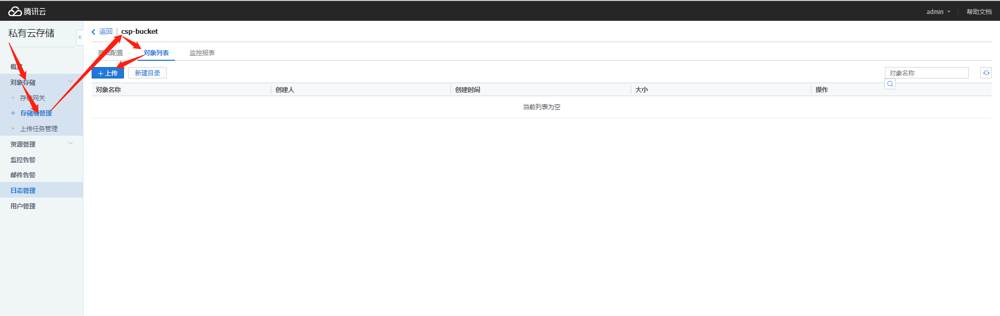 腾讯云
admin
帮助文档
私有云存储
概览
对象存储
存储网关
存储桶管理
上传任务管理
资源管理
监控告警
邮件告警
日志管理
用户管理
返回
csp-bucket
基础配置
对象列表
监控报表
上传
新建目录
对象名称
对象名称
创建人
创建时间
大小
操作
当前列表为空